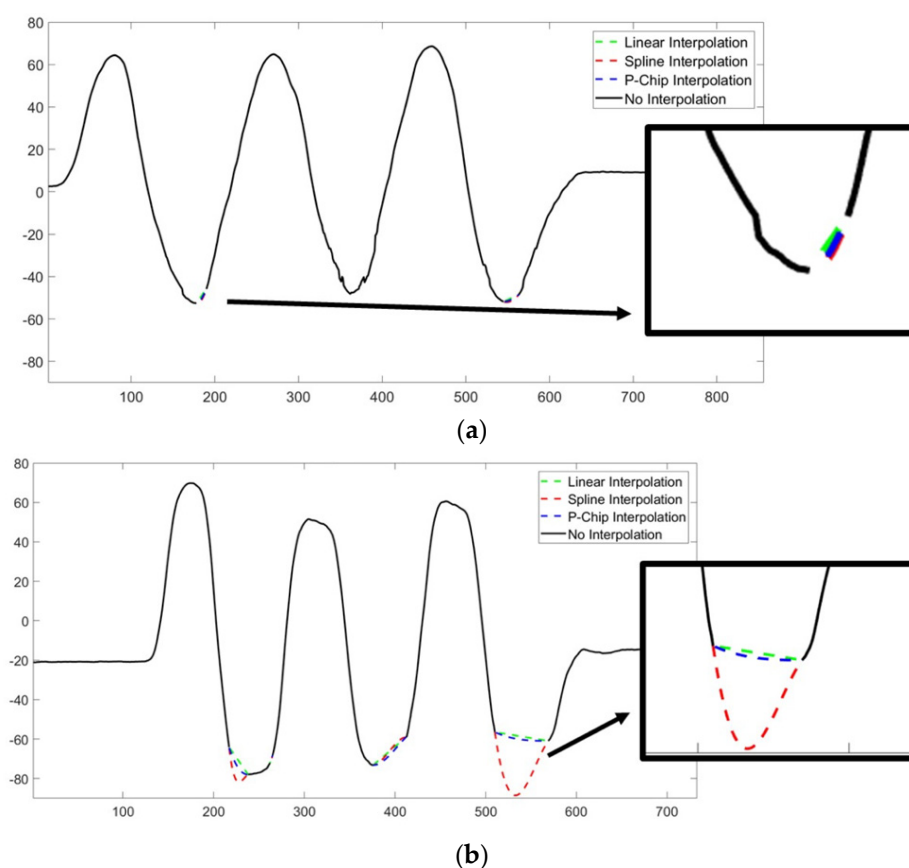 80
60
40
20
0
-20
-40
-60
-80
100 200 300 400 500 600 700 800
Linear Interpolation
Spline Interpolation
P-Chip Interpolation
No Interpolation
(a)
80
60
40
20
0
-20
-40
-60
-80
100 200 300 400 500 600 700
Linear Interpolation
Spline Interpolation
P-Chip Interpolation
No Interpolation
(b)